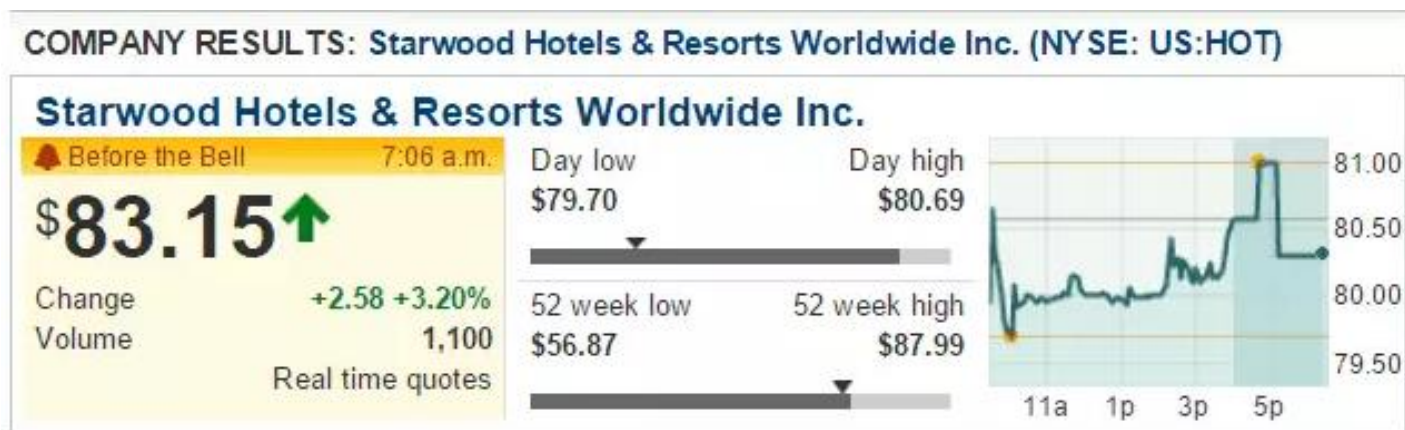 COMPANY RESULTS: Starwood Hotels & Resorts Worldwide Inc. (NYSE: US:HOT)
Starwood Hotels & Resorts Worldwide Inc.
Before the Bell 7:06 a.m.
$83.15
Change +2.58 +3.20%
Volume 1,100
Real time quotes
Day low Day high
$79.70 $80.69
52 week low 52 week high
$56.87 $87.99
81.00
80.50
80.00
79.50
11a 1p 3p 5p